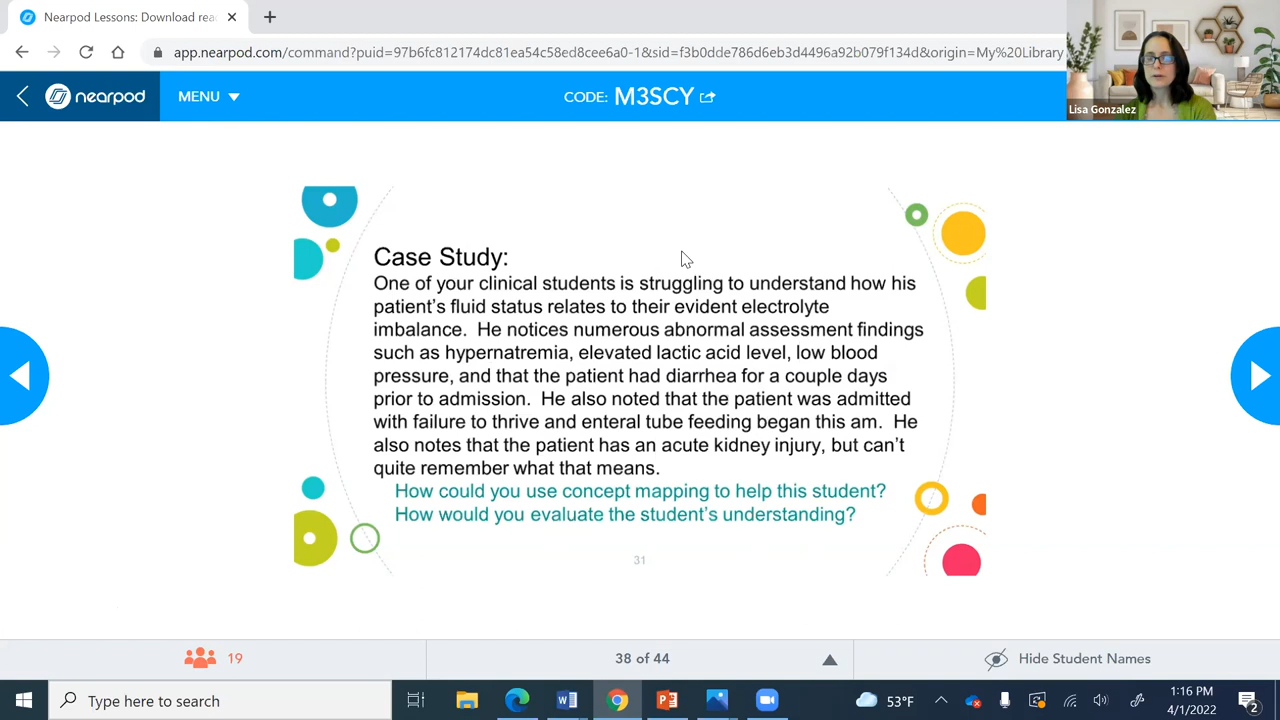 Nearpod Lessons: Download rea
app.nearpod.com/command?puid=97b6fc812174dc81ea54c58ed8cee6a0-1&sid=f3b0dde786d6eb3d4496a92b079f134d&origin=My%20Library
Lisa Gonzalez
nearpod
MENU
CODE: M3SCY
Case Study:
One of your clinical students is struggling to understand how his
patient’s fluid status relates to their evident electrolyte
imbalance. He notices numerous abnormal assessment findings
such as hypernatremia, elevated lactic acid level, low blood
pressure, and that the patient had diarrhea for a couple days
prior to admission. He also noted that the patient was admitted
with failure to thrive and enteral tube feeding began this am. He
also notes that the patient has an acute kidney injury, but can’t
quite remember what that means.
How could you use concept mapping to help this student?
How would you evaluate the student’s understanding?
31
19
38 of 44
Hide Student Names
Type here to search
53°F
1:16 PM
4/1/2022
2